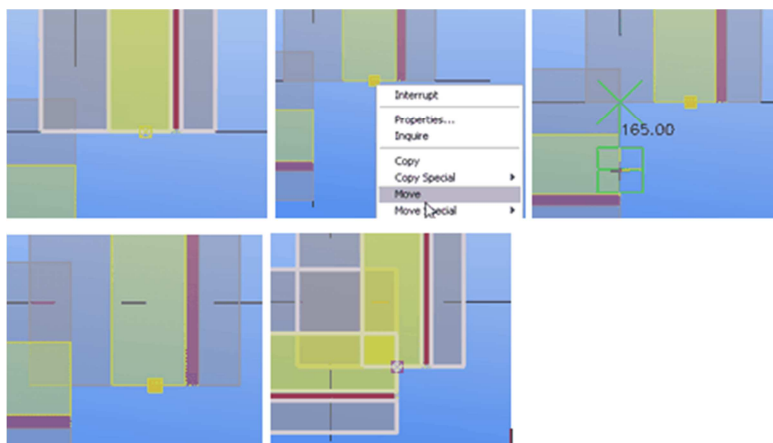 Interrupt
Properties...
Inquire
Copy
Copy Special
Move
Move Special
165.00